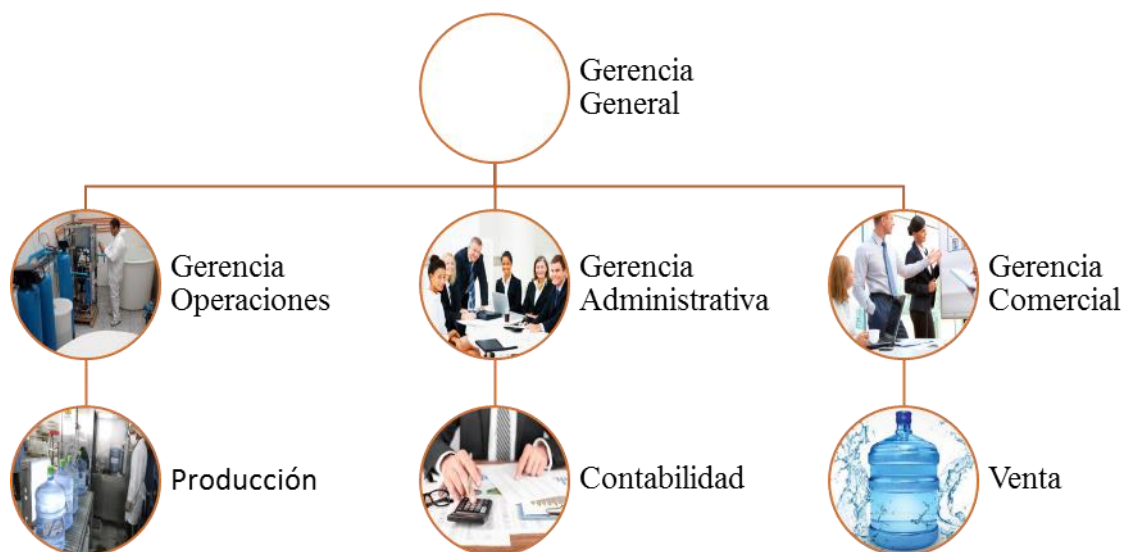 Gerencia
General
Gerencia
Operaciones
Gerencia
Administrativa
Gerencia
Comercial
Producción
Contabilidad
Venta